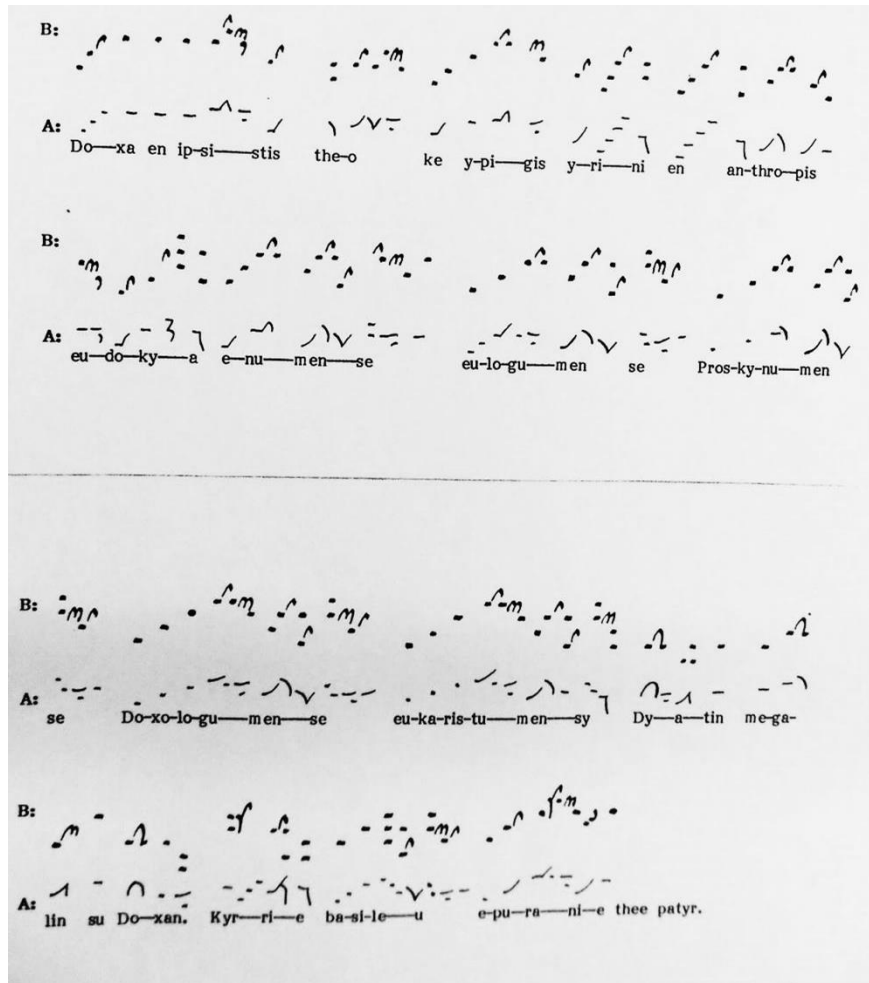 B:
A:
Do—xa en ip-si—stis the-o ke y-pi—gis y—ri—ni en an-thro—pis
B:
A:
eu—do—ky—a e—nu—men—se eu-lo-gu—men se Pros-ky-nu—men
B:
A:
se Do-xo-lo-gu—men—se eu-ka-ris-tu—men—sy Dy—a—tin me-ga-
B:
A:
lin su Do—xan. Kyr—ri—e ba-si-le—u e-pu-ra—ni—e thee patyr.